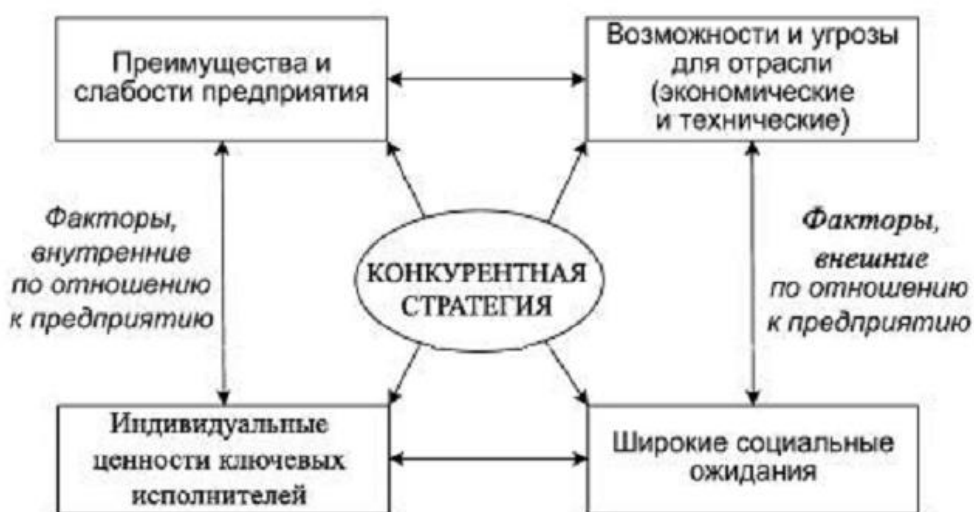 Преимущества и
слабости предприятия
Возможности и угрозы
для отрасли
(экономические
и технические)
Факторы,
внутренние
по отношению
к предприятию
КОНКУРЕНТНАЯ
СТРАТЕГИЯ
Факторы,
внешние
по отношению
к предприятию
Индивидуальные
ценности ключевых
исполнителей
Широкие социальные
ожидания